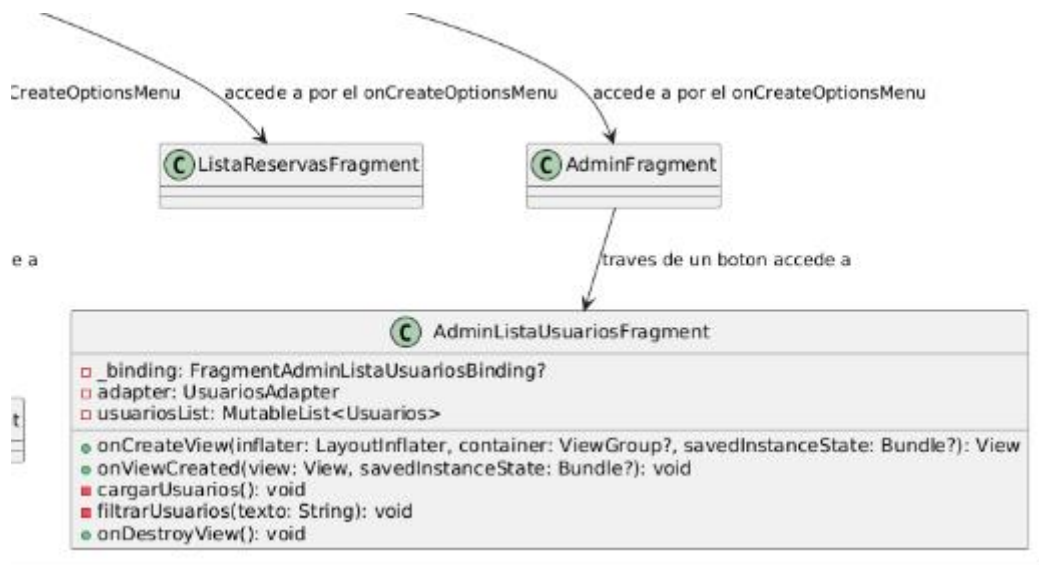 CreateOptionsMenu
accede a por el onCreateOptionsMenu
accede a por el onCreateOptionsMenu
C ListaReservasFragment
C AdminFragment
e a
traves de un boton accede a
C AdminListaUsuariosFragment
_binding: FragmentAdminListaUsuariosBinding?
adapter: UsuariosAdapter
usuariosList: MutableList<Usuarios>
t
onCreateView(inflater: LayoutInflater, container: ViewGroup?, savedInstanceState: Bundle?): View
onViewCreated(view: View, savedInstanceState: Bundle?): void
cargarUsuarios(): void
filtrarUsuarios(texto: String): void
onDestroyView(): void